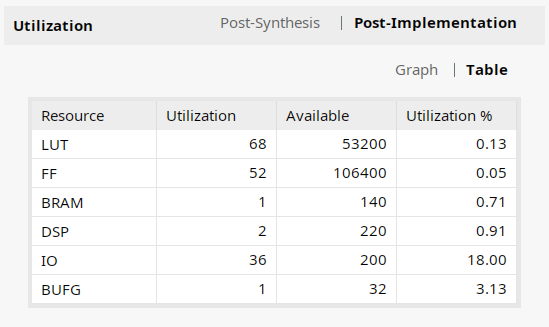 Utilization Post-Synthesis | Post-Implementation
Graph | Table
Resource Utilization Available Utilization %
LUT 68 53200 0.13
FF 52 106400 0.05
BRAM 1 140 0.71
DSP 2 220 0.91
IO 36 200 18.00
BUFG 1 32 3.13